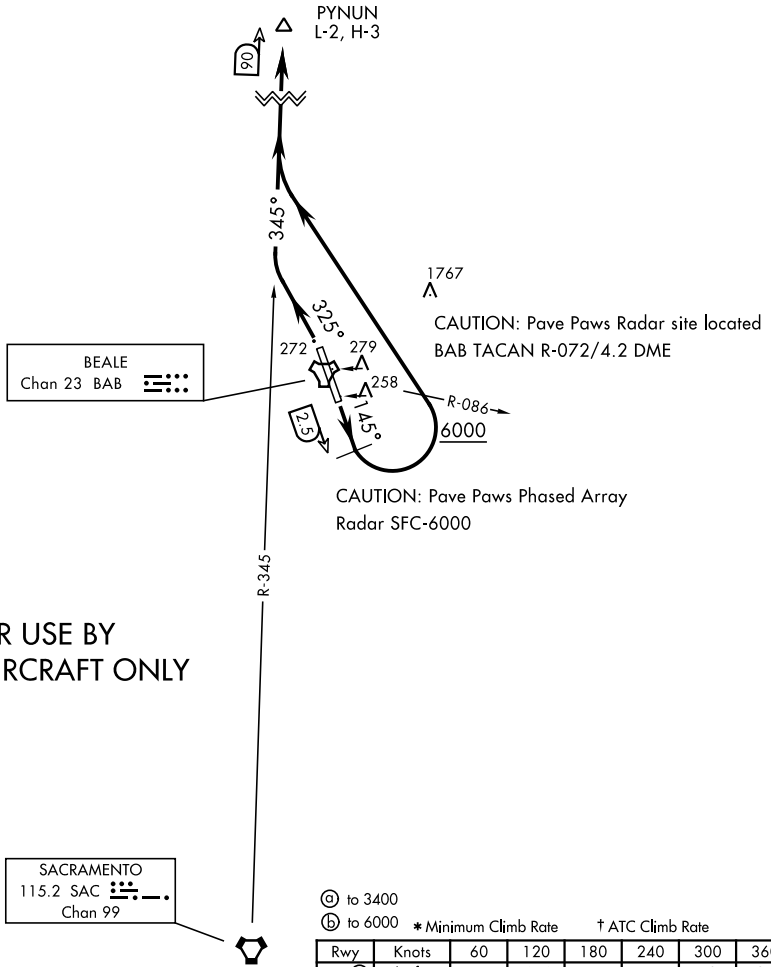 PYNUN
L-2, H-3
90
345°
1767
325°
CAUTION: Pave Paws Radar site located
BAB TACAN R-072/4.2 DME
BEALE
Chan 23 BAB
272
279
258
R-086
145°
2.5
6000
CAUTION: Pave Paws Phased Array
Radar SFC-6000
R-345
R USE BY
RCRAFT ONLY
SACRAMENTO
115.2 SAC
Chan 99
ⓐ to 3400
ⓑ to 6000 * Minimum Climb Rate † ATC Climb Rate
Rwy Knots 60 120 180 240 300 360